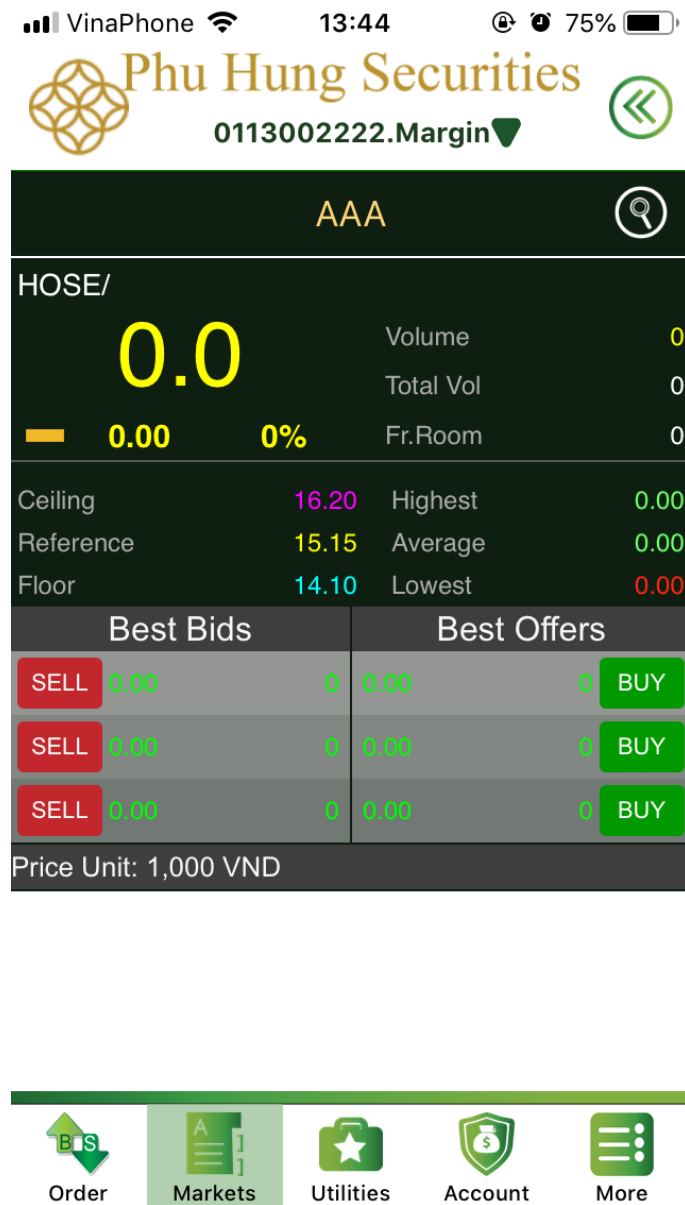 VinaPhone 13:44 75%
Phu Hung Securities
0113002222.Margin
AAA
HOSE/
0.0
Volume 0
Total Vol 0
0.00 0% Fr.Room 0
Ceiling 16.20 Highest 0.00
Reference 15.15 Average 0.00
Floor 14.10 Lowest 0.00
Best Bids Best Offers
SELL 0.00 0 0.00 0 BUY
SELL 0.00 0 0.00 0 BUY
SELL 0.00 0 0.00 0 BUY
Price Unit: 1,000 VND
B S A $
Order Markets Utilities Account More